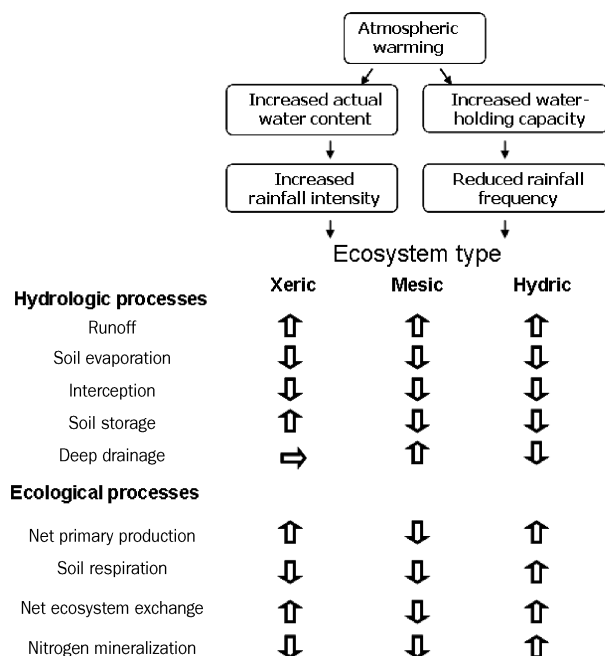 Atmospheric
warming
Increased actual
water content
Increased water-
holding capacity
Increased
rainfall intensity
Reduced rainfall
frequency
Ecosystem type
Xeric Mesic Hydric
Hydrologic processes
Runoff
Soil evaporation
Interception
Soil storage
Deep drainage
Ecological processes
Net primary production
Soil respiration
Net ecosystem exchange
Nitrogen mineralization